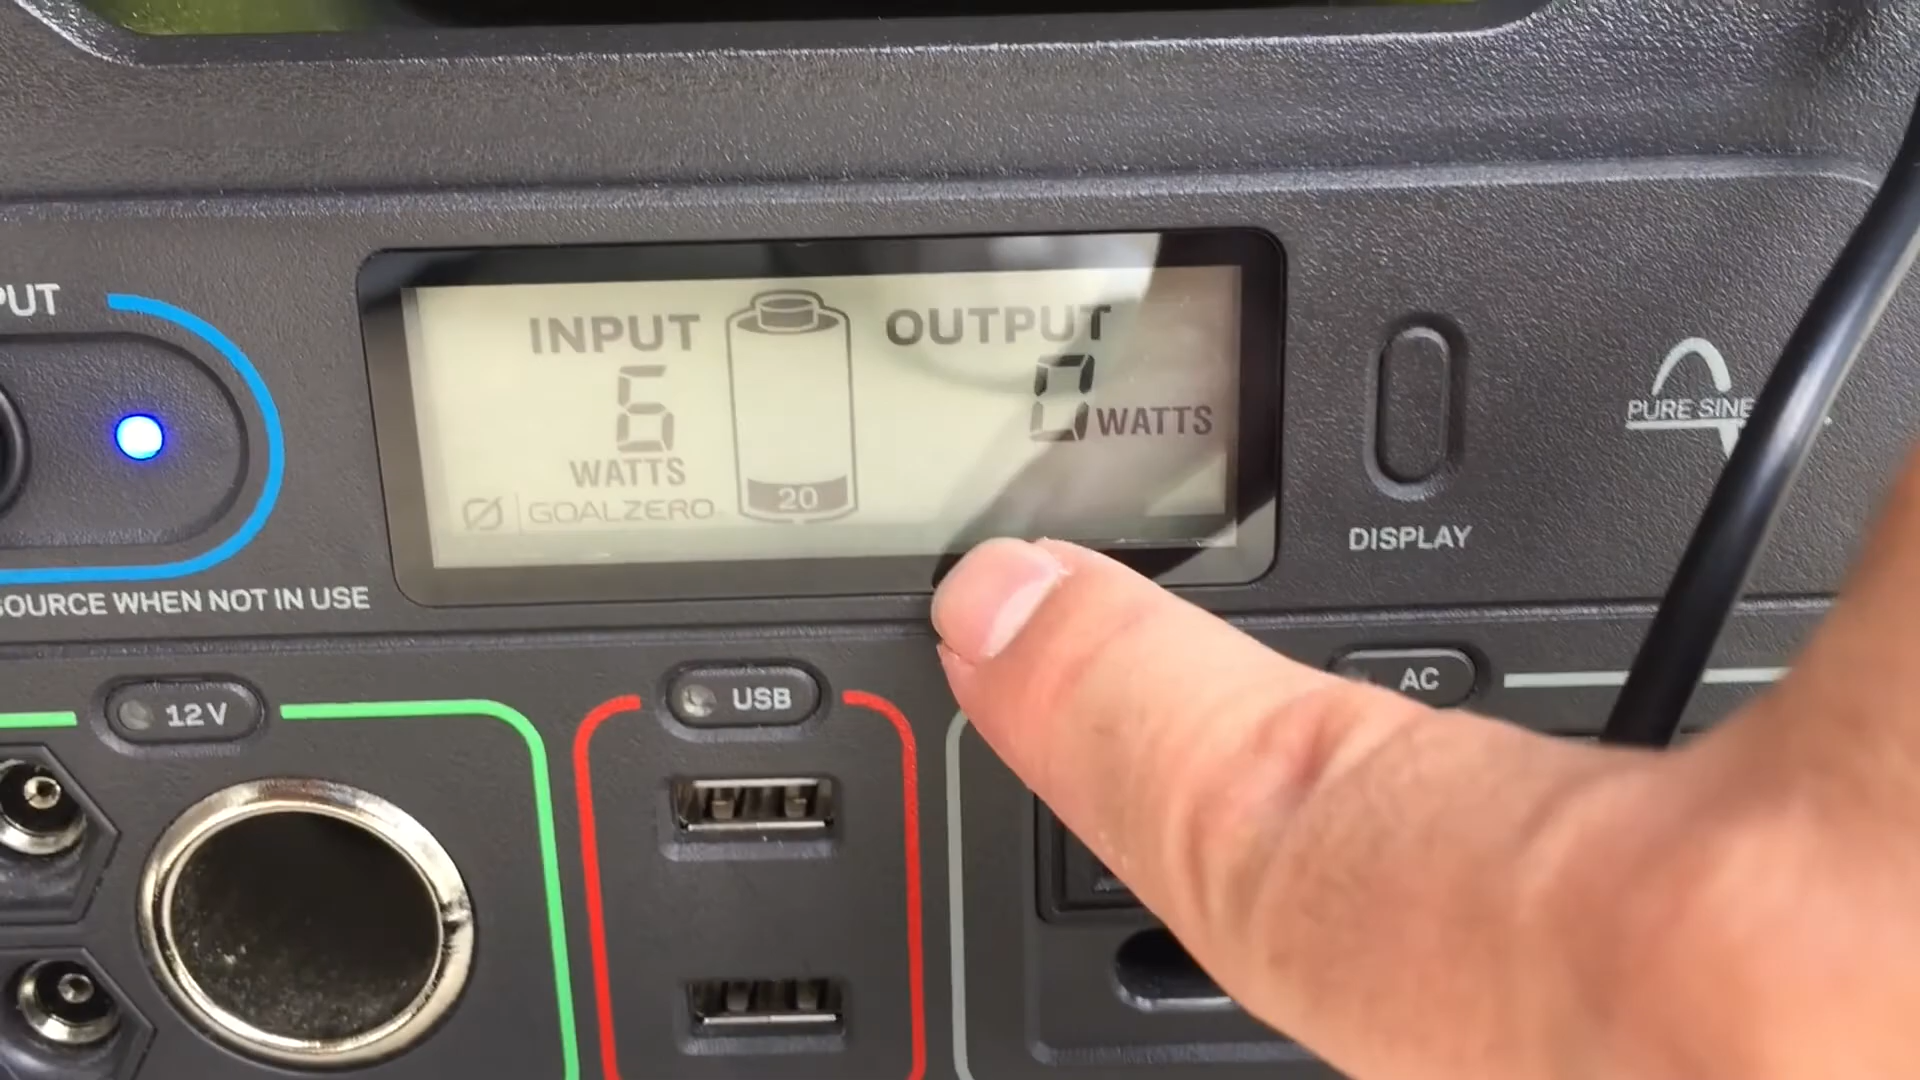 PUT
INPUT
OUTPUT
6
WATTS
0 WATTS
20
GOALZERO
DISPLAY
PURE SINE
SOURCE WHEN NOT IN USE
12V
USB
AC